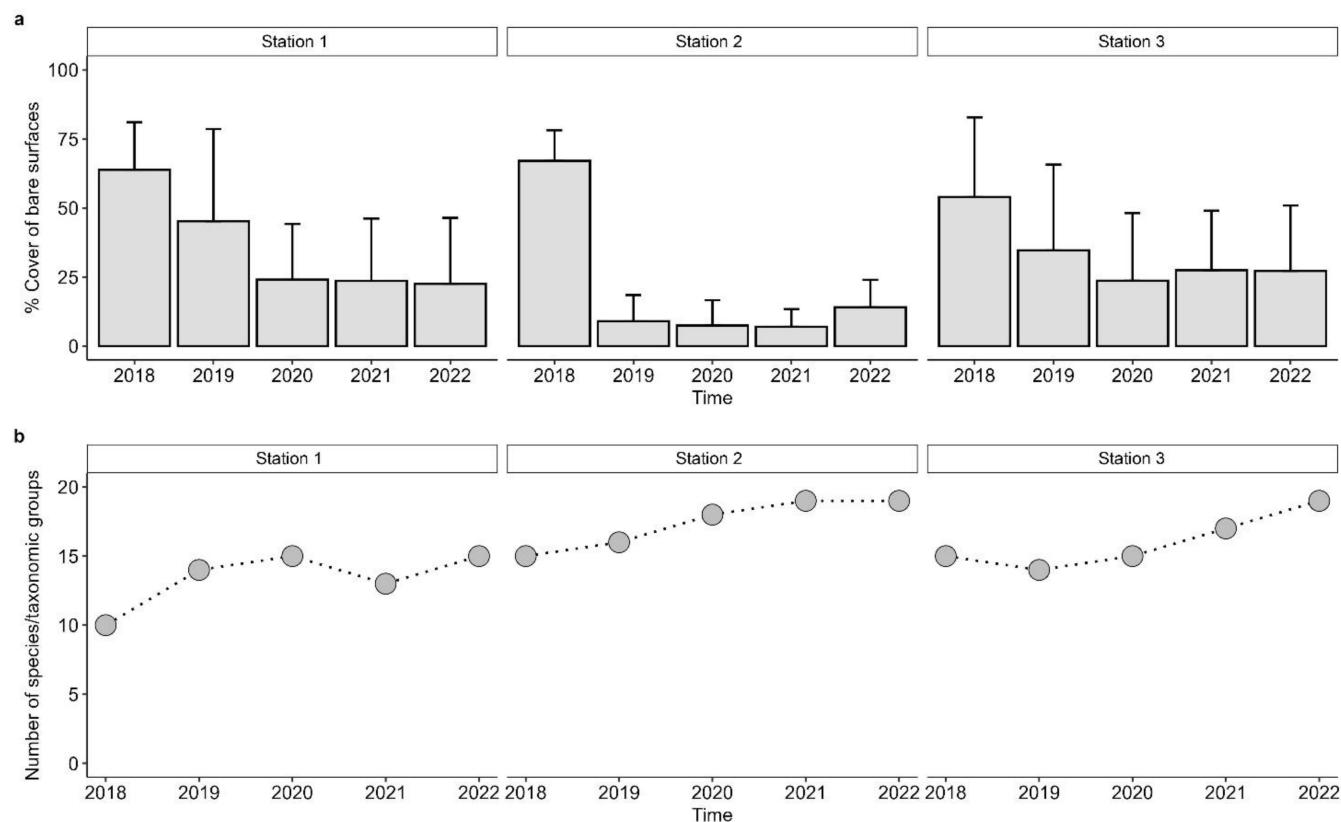 a
Station 1 Station 2 Station 3
% Cover of bare surfaces
100
75
50
25
0
2018 2019 2020 2021 2022 2018 2019 2020 2021 2022 2018 2019 2020 2021 2022
Time
b
Station 1 Station 2 Station 3
Number of species/taxonomic groups
20
15
10
5
0
2018 2019 2020 2021 2022 2018 2019 2020 2021 2022 2018 2019 2020 2021 2022
Time